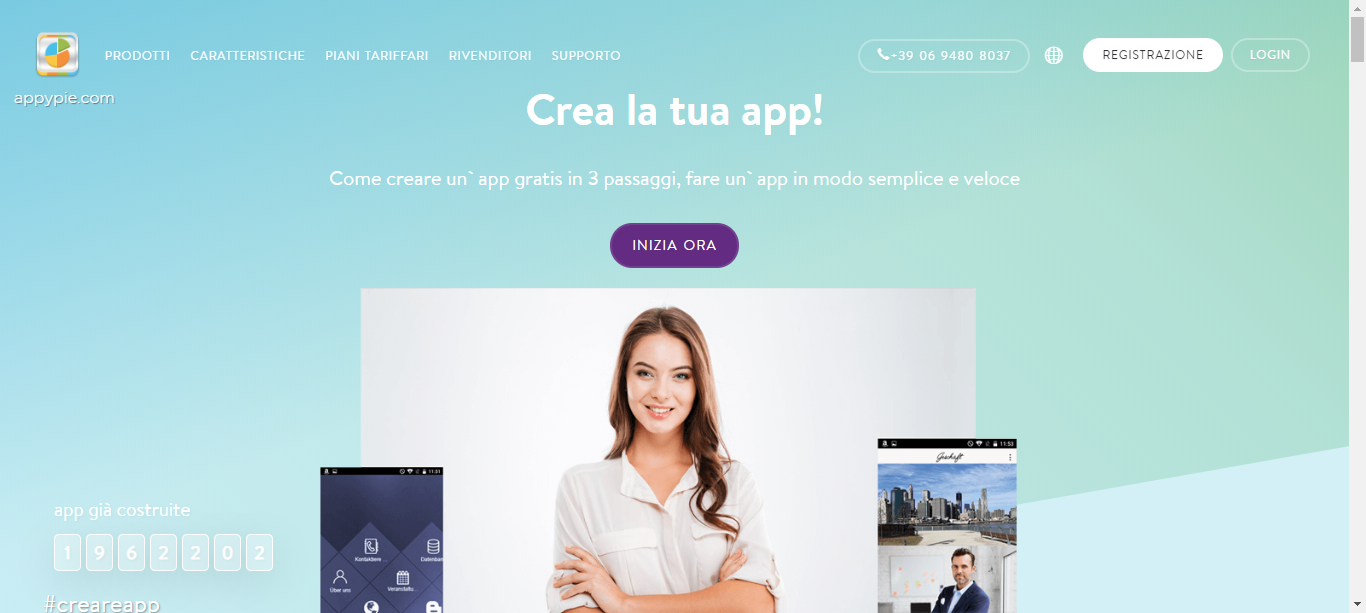 PRODOTTI CARATTERISTICHE PIANI TARIFFARI RIVENDITORI SUPPORTO +39 06 9480 8037 REGISTRAZIONE LOGIN
appypie.com
Crea la tua app!
Come creare un` app gratis in 3 passaggi, fare un` app in modo semplice e veloce
INIZIA ORA
11:53
Geschäft
11:51
app già costruite
1 9 6 2 2 0 2
Kontaktiere ... Datenban
Über uns Veranstaltu...
#creareapp